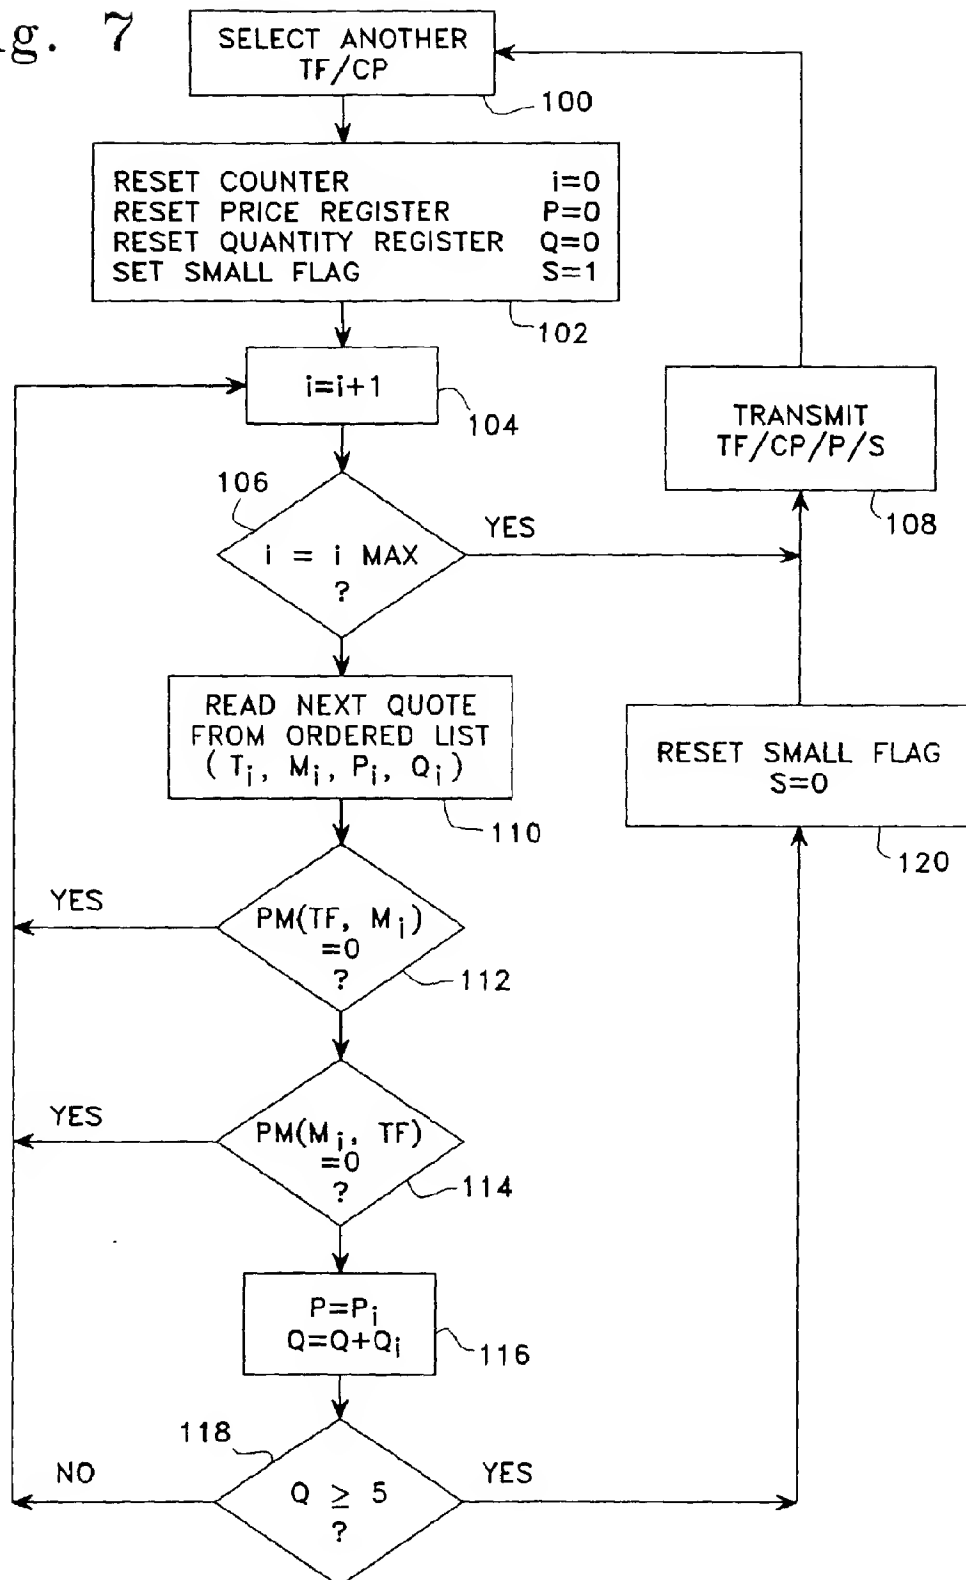 g. 7
SELECT ANOTHER
TF/CP
100
RESET COUNTER i=0
RESET PRICE REGISTER P=0
RESET QUANTITY REGISTER Q=0
SET SMALL FLAG S=1
102
i=i+1
104
106
i = i MAX
?
YES
TRANSMIT
TF/CP/P/S
108
READ NEXT QUOTE
FROM ORDERED LIST
( Ti, Mi, Pi, Qi )
110
RESET SMALL FLAG
S=0
120
YES
PM(TF, Mi)
=0
?
112
YES
PM(Mi, TF)
=0
?
114
P=Pi
Q=Q+Qi
116
118
NO
Q ≥ 5
?
YES